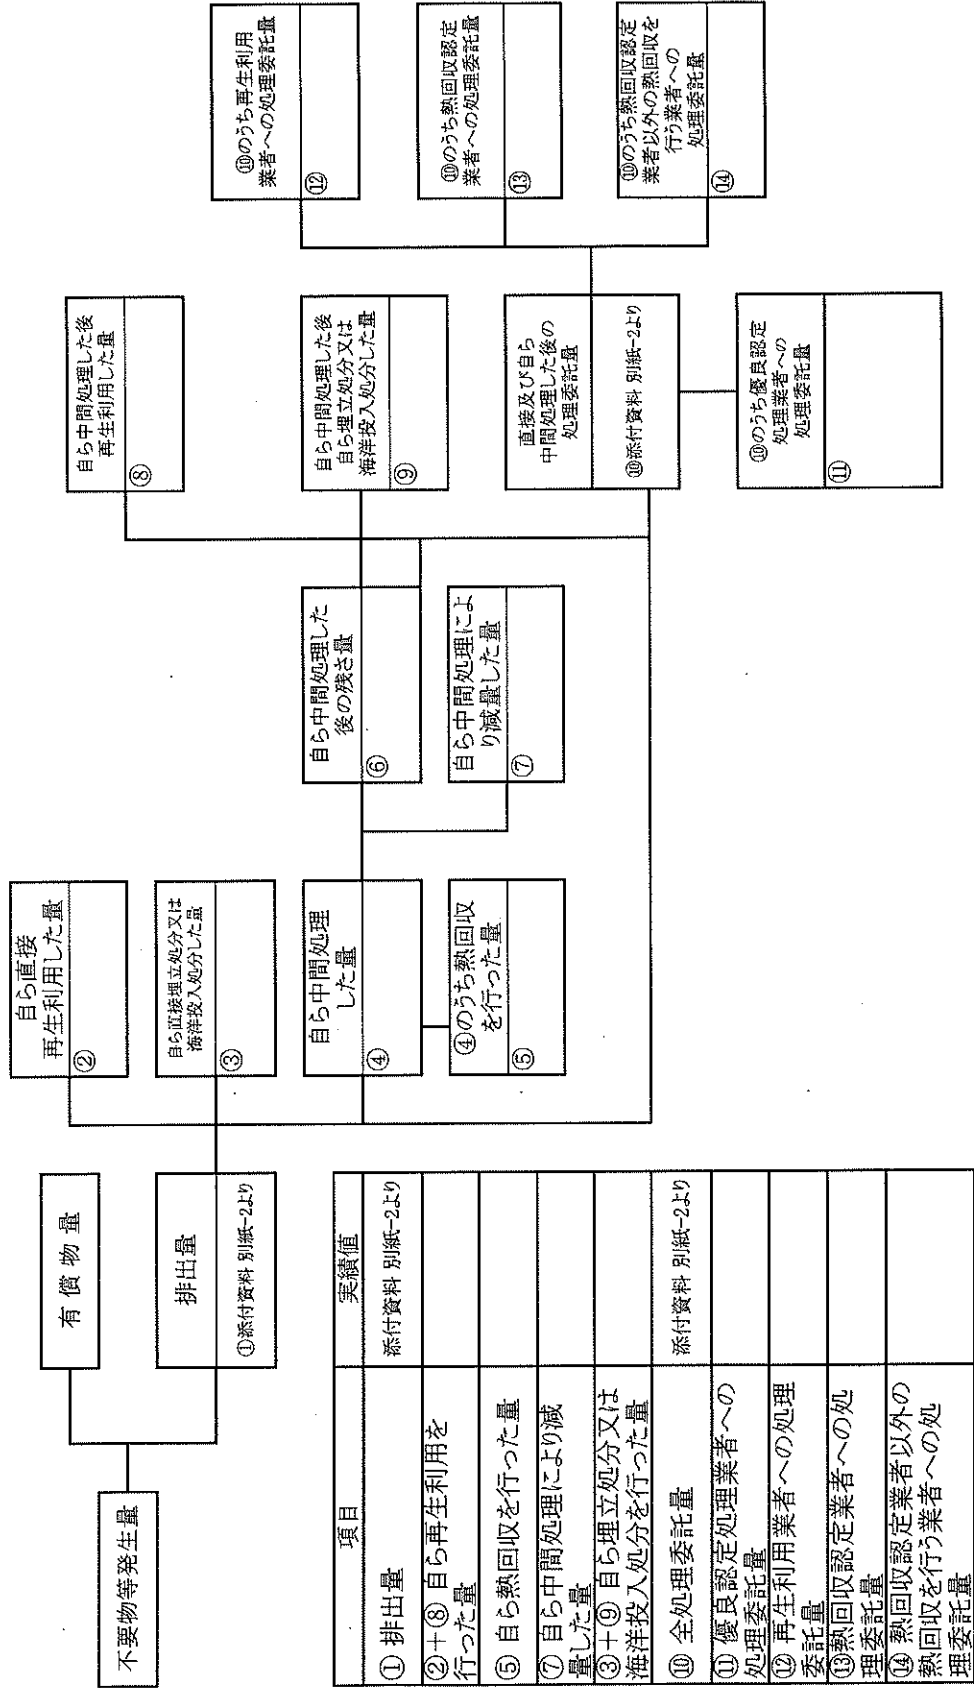 不要物等発生量
有償物量
排出量
①添付資料 別紙-2より
自ら直接
再生利用した量
②
自ら直接埋立処分又は
海洋投入処分した量
③
自ら中間処理
した量
④
④のうち熱回収
を行った量
⑤
自ら中間処理した
後の残さ量
⑥
自ら中間処理によ
り減量した量
⑦
自ら中間処理した後
再生利用した量
⑧
自ら中間処理した後
自ら埋立処分又は
海洋投入処分した量
⑨
直接及び自ら
中間処理した後の
処理委託量
⑩添付資料 別紙-2より
⑩のうち優良認定
処理業者への
処理委託量
⑪
⑩のうち再生利用
業者への処理委託量
⑫
⑩のうち熱回収認定
業者への処理委託量
⑬
⑩のうち熱回収認定
業者以外の熱回収を
行う業者への
処理委託量
⑭
項目 実績値
① 排出量 添付資料 別紙-2より
②+⑧ 自ら再生利用を
行った量
⑤ 自ら熱回収を行った量
⑦ 自ら中間処理により減
量した量
③+⑨ 自ら埋立処分又は
海洋投入処分を行った量
⑩ 全処理委託量 添付資料 別紙-2より
⑪ 優良認定処理業者への
処理委託量
⑫ 再生利用業者への処理
委託量
⑬熱回収認定業者への処
理委託量
⑭ 熱回収認定業者以外の
熱回収を行う業者への処
理委託量